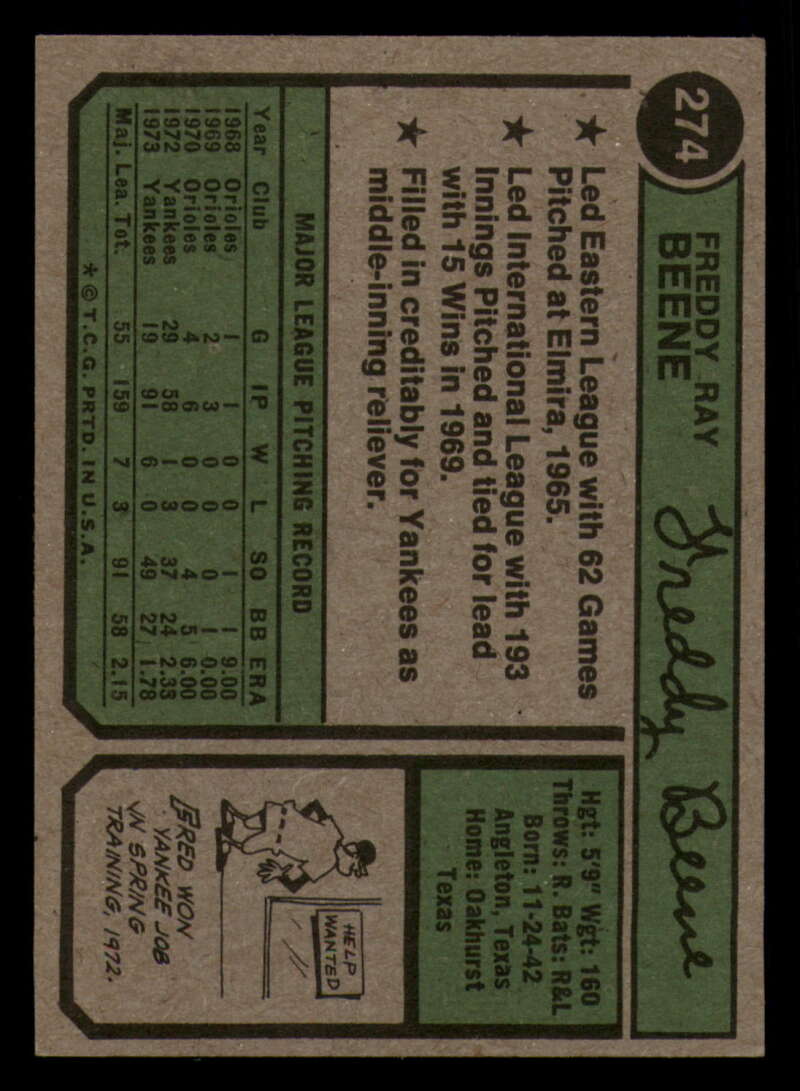 274
FREDDY RAY
BEENE
Freddy Beene
★ Led Eastern League with 62 Games
Pitched at Elmira, 1965.
★ Led International League with 193
Innings Pitched and tied for lead
with 15 Wins in 1969.
★ Filled in creditably for Yankees as
middle-inning reliever.
MAJOR LEAGUE PITCHING RECORD
Year Club G IP W L SO BB ERA
1968 Orioles 1 1 0 0 1 1 9.00
1969 Orioles 2 3 0 0 0 1 0.00
1970 Orioles 4 6 0 0 4 5 6.00
1972 Yankees 29 58 1 3 37 24 2.33
1973 Yankees 19 91 6 0 49 27 1.78
Maj. Lea. Tot. 55 159 7 3 91 58 2.15
* © T.C.G. PRTD. IN U.S.A.
Hgt: 5'9" Wgt: 160
Throws: R. Bats: R&L
Born: 11-24-42
Angleton, Texas
Home: Oakhurst
Texas
HELP
WANTED
FRED WON
YANKEE JOB
IN SPRING
TRAINING, 1972.